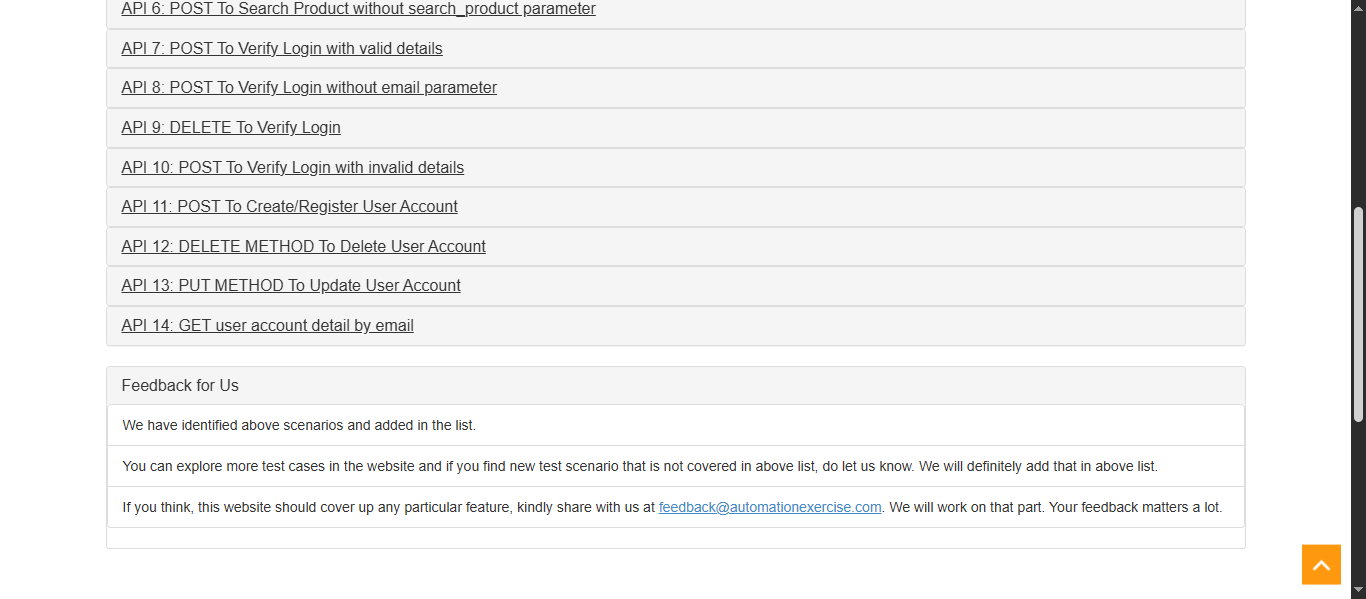 API 6: POST To Search Product without search_product parameter
API 7: POST To Verify Login with valid details
API 8: POST To Verify Login without email parameter
API 9: DELETE To Verify Login
API 10: POST To Verify Login with invalid details
API 11: POST To Create/Register User Account
API 12: DELETE METHOD To Delete User Account
API 13: PUT METHOD To Update User Account
API 14: GET user account detail by email
Feedback for Us
We have identified above scenarios and added in the list.
You can explore more test cases in the website and if you find new test scenario that is not covered in above list, do let us know. We will definitely add that in above list.
If you think, this website should cover up any particular feature, kindly share with us at feedback@automationexercise.com. We will work on that part. Your feedback matters a lot.